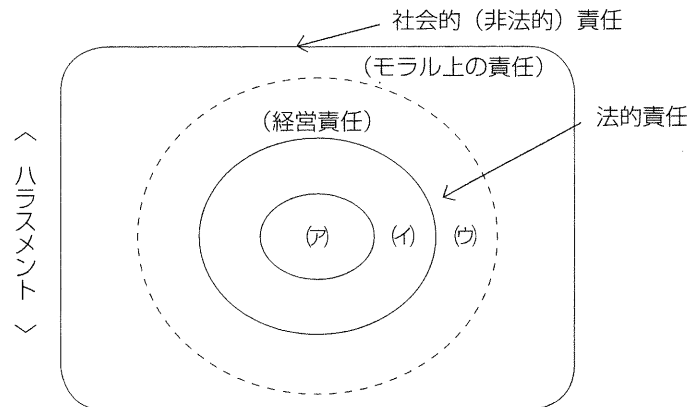 社会的（非法的）責任
（モラル上の責任）
（経営責任）
法的責任
〈ハラスメント〉
(ア)
(イ)
(ウ)